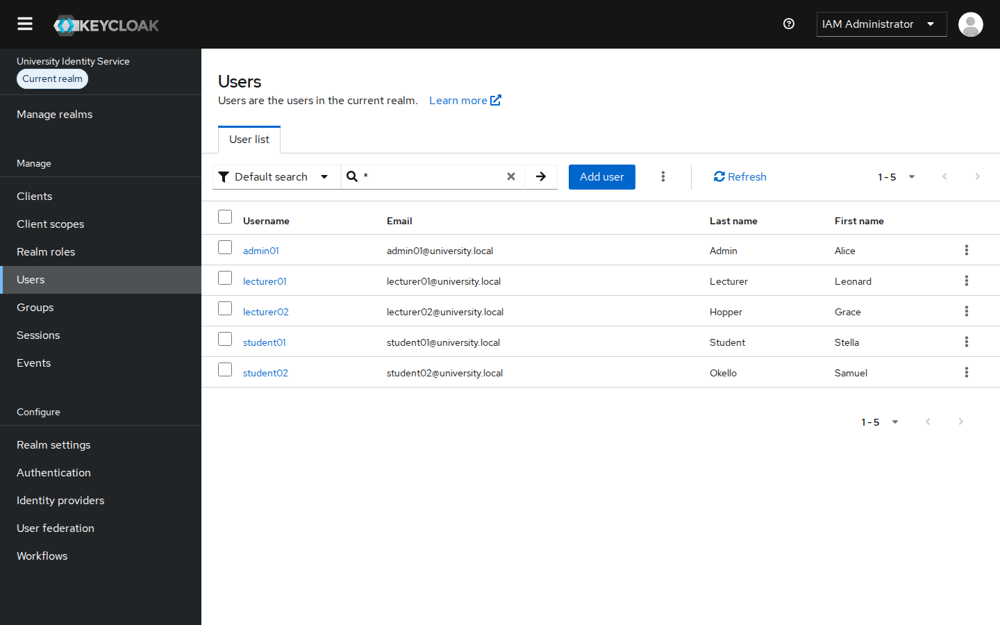 KEYCLOAK
IAM Administrator
University Identity Service
Current realm
Manage realms
Manage
Clients
Client scopes
Realm roles
Users
Groups
Sessions
Events
Configure
Realm settings
Authentication
Identity providers
User federation
Workflows
Users
Users are the users in the current realm. Learn more
User list
Default search * Add user Refresh 1 - 5
Username Email Last name First name
admin01 admin01@university.local Admin Alice
lecturer01 lecturer01@university.local Lecturer Leonard
lecturer02 lecturer02@university.local Hopper Grace
student01 student01@university.local Student Stella
student02 student02@university.local Okello Samuel
1 - 5